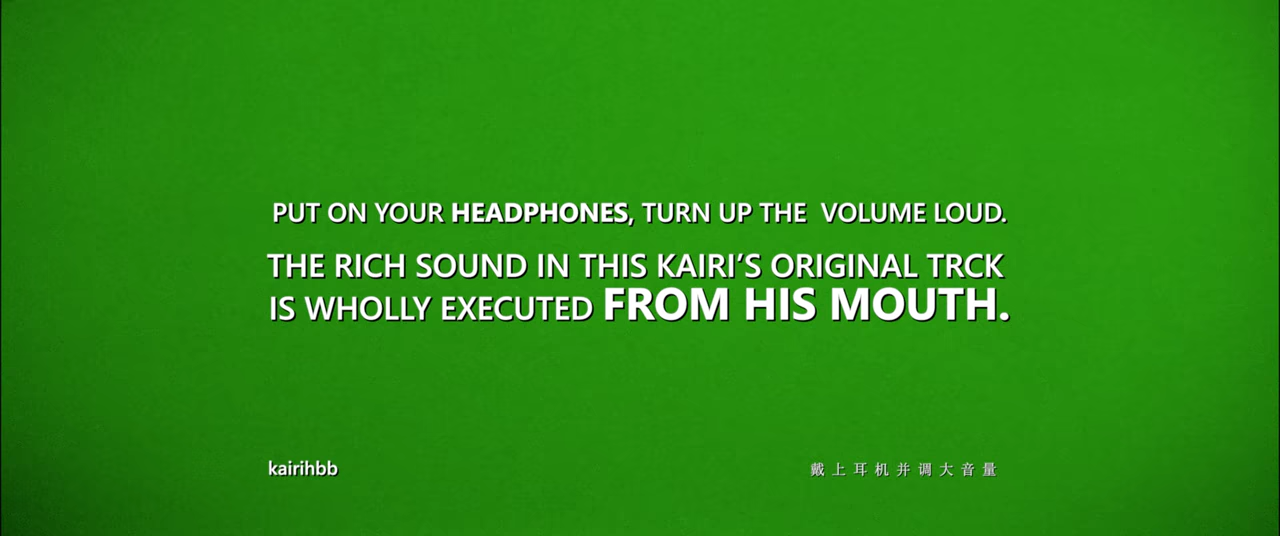 PUT ON YOUR HEADPHONES, TURN UP THE VOLUME LOUD.
THE RICH SOUND IN THIS KAIRI’S ORIGINAL TRCK
IS WHOLLY EXECUTED FROM HIS MOUTH.
kairihbb
戴上耳机并调大音量